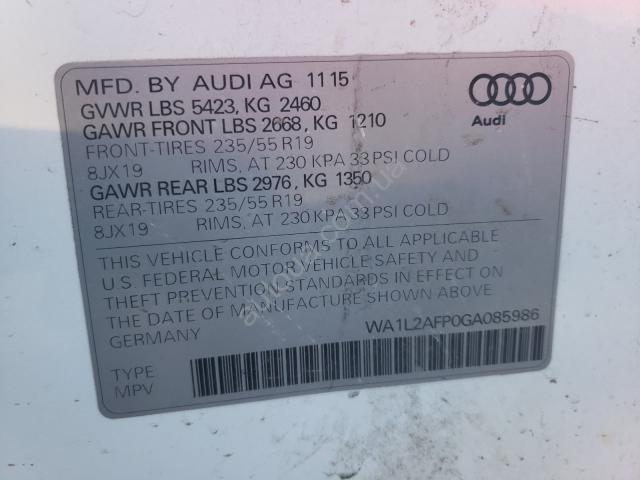 MFD. BY AUDI AG 11 15
GVWR LBS 5423, KG 2460
GAWR FRONT LBS 2668, KG 1210
FRONT-TIRES 235/55 R19
8JX19 RIMS, AT 230 KPA 33 PSI COLD
GAWR REAR LBS 2976, KG 1350
REAR-TIRES 235/55 R19
8JX19 RIMS, AT 230 KPA 33 PSI COLD
Audi
THIS VEHICLE CONFORMS TO ALL APPLICABLE
U.S. FEDERAL MOTOR VEHICLE SAFETY AND
THEFT PREVENTION STANDARDS IN EFFECT ON
THE DATE OF MANUFACTURE SHOWN ABOVE
GERMANY
WA1L2AFP0GA085986
TYPE
MPV